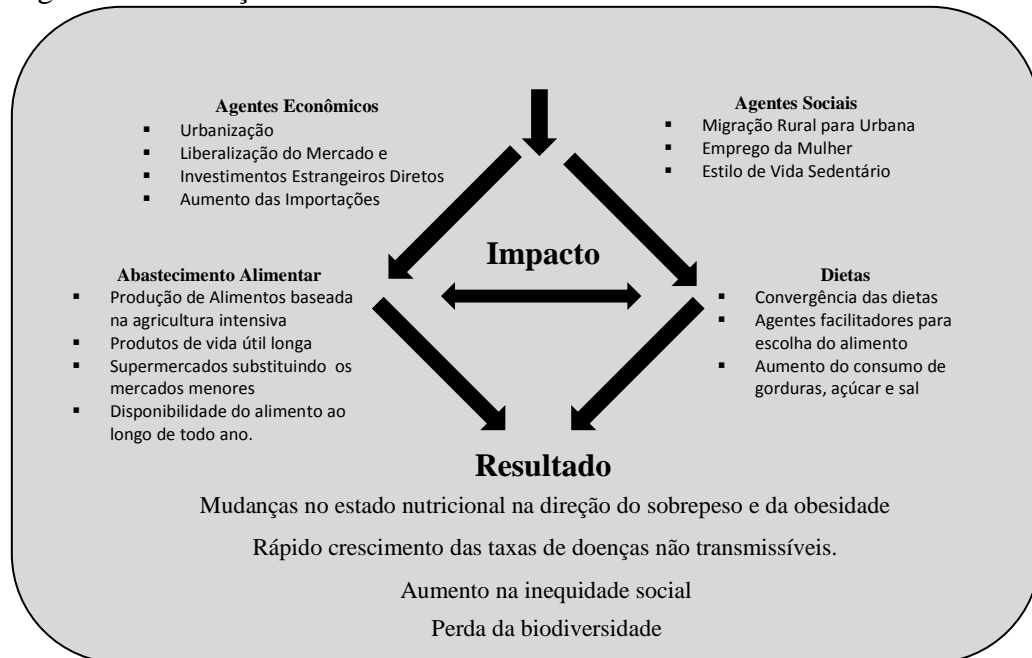 Agentes Econômicos
▪ Urbanização
▪ Liberalização do Mercado e
▪ Investimentos Estrangeiros Diretos
▪ Aumento das Importações
Agentes Sociais
▪ Migração Rural para Urbana
▪ Emprego da Mulher
▪ Estilo de Vida Sedentário
Impacto
Abastecimento Alimentar
▪ Produção de Alimentos baseada
na agricultura intensiva
▪ Produtos de vida útil longa
▪ Supermercados substituindo os
mercados menores
▪ Disponibilidade do alimento ao
longo de todo ano.
Dietas
▪ Convergência das dietas
▪ Agentes facilitadores para
escolha do alimento
▪ Aumento do consumo de
gorduras, açúcar e sal
Resultado
Mudanças no estado nutricional na direção do sobrepeso e da obesidade
Rápido crescimento das taxas de doenças não transmissíveis.
Aumento na inequidade social
Perda da biodiversidade